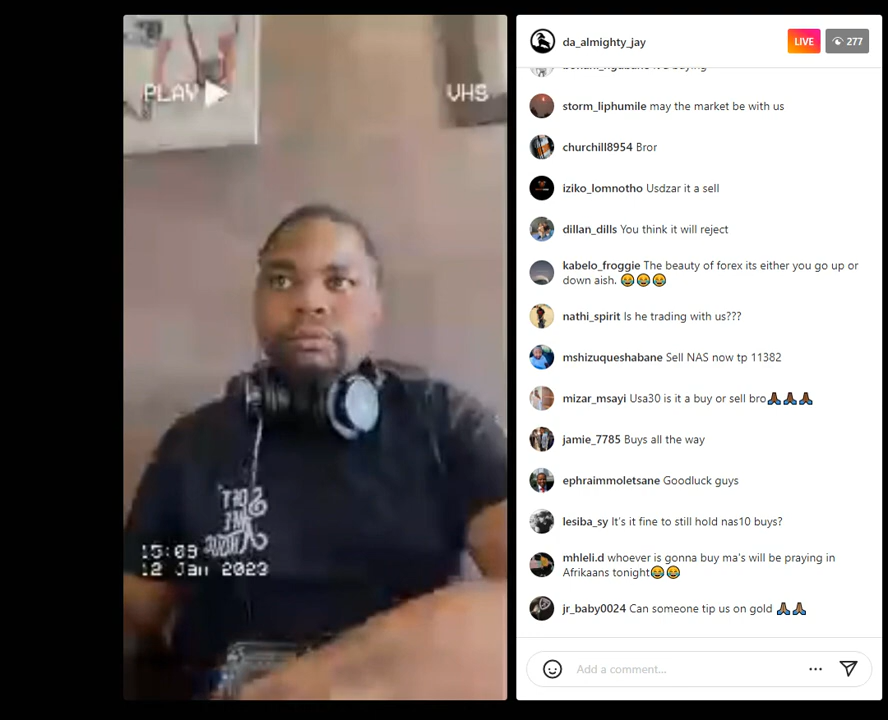 PLAY
VHS
15:09
12 Jan 2023
da_almighty_jay
LIVE
277
storm_liphumile may the market be with us
churchill8954 Bror
iziko_lomnotho Usdzar it a sell
dillan_dills You think it will reject
kabelo_froggie The beauty of forex its either you go up or
down aish. 😂😂😂
nathi_spirit Is he trading with us???
mshizuqueshabane Sell NAS now tp 11382
mizar_msayi Usa30 is it a buy or sell bro🙏🏾🙏🏾🙏🏾
jamie_7785 Buys all the way
ephraimmoletsane Goodluck guys
lesiba_sy It's it fine to still hold nas10 buys?
mhleli.d whoever is gonna buy ma's will be praying in
Afrikaans tonight😂😂
jr_baby0024 Can someone tip us on gold 🙏🏾🙏🏾
Add a comment...